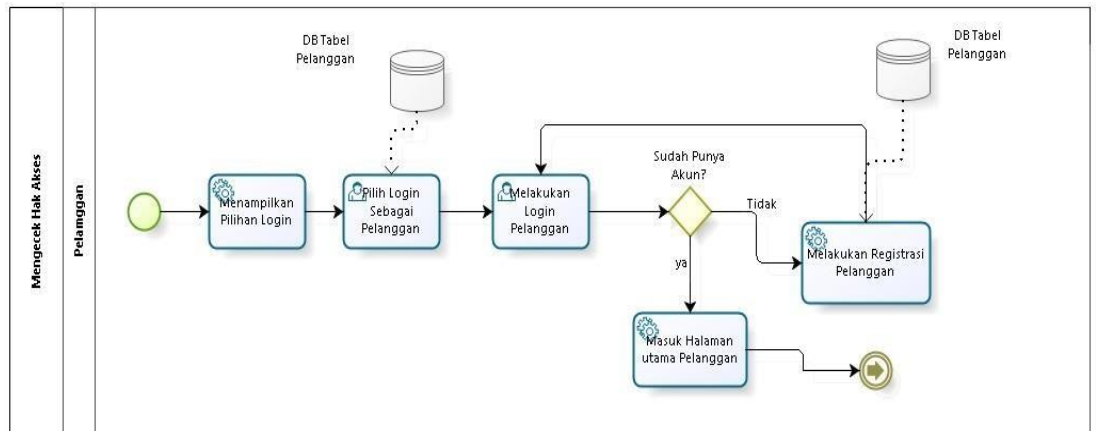 Mengecek Hak Akses
Pelamggan
DB Tabel
Pelanggan
DB Tabel
Pelanggan
Menampilkan
Pilihan Login
Pilih Login
Sebagai
Pelanggan
Melakukan
Login
Pelanggan
Sudah Punya
Akun?
Tidak
ya
Melakukan Registrasi
Pelanggan
Masuk Halaman
utama Pelanggan